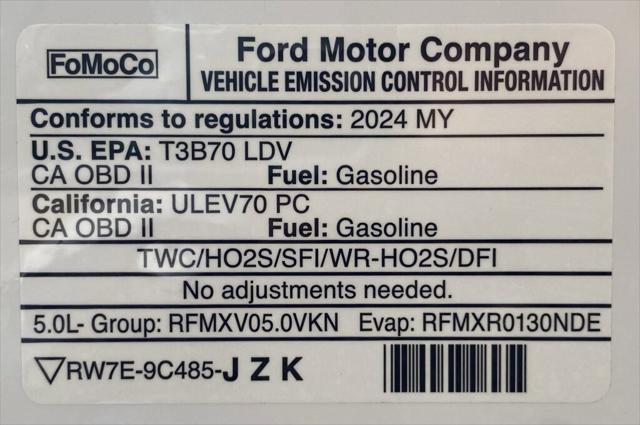 FoMoCo
Ford Motor Company
VEHICLE EMISSION CONTROL INFORMATION
Conforms to regulations: 2024 MY
U.S. EPA: T3B70 LDV
CA OBD II Fuel: Gasoline
California: ULEV70 PC
CA OBD II Fuel: Gasoline
TWC/HO2S/SFI/WR-HO2S/DFI
No adjustments needed.
5.0L- Group: RFMXV05.0VKN Evap: RFMXR0130NDE
▽RW7E-9C485-J Z K